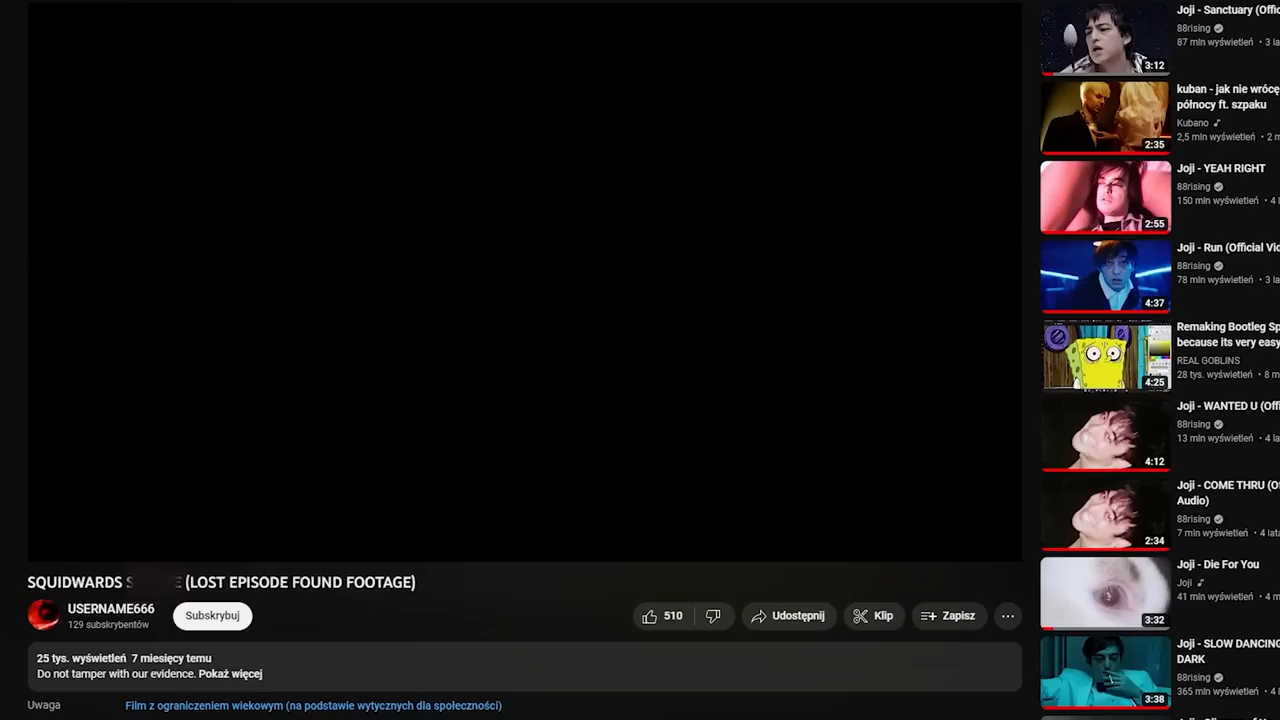 SQUIDWARDS S E (LOST EPISODE FOUND FOOTAGE)
USERNAME666
129 subskrybentów
Subskrybuj
510
Udostępnij
Klip
Zapisz
25 tys. wyświetleń 7 miesięcy temu
Do not tamper with our evidence. Pokaż więcej
Uwaga
Film z ograniczeniem wiekowym (na podstawie wytycznych dla społeczności)
Joji - Sanctuary (Offic
88rising
87 mln wyświetleń • 3 la
3:12
kuban - jak nie wrócę
północy ft. szpaku
Kubano
2,5 mln wyświetleń • 2 m
2:35
Joji - YEAH RIGHT
88rising
150 mln wyświetleń • 4 l
2:55
Joji - Run (Official Vid
88rising
78 mln wyświetleń • 3 la
4:37
Remaking Bootleg Sp
because its very easy
REAL GOBLINS
28 tys. wyświetleń • 8 m
4:25
Joji - WANTED U (Offi
88rising
13 mln wyświetleń • 4 la
4:12
Joji - COME THRU (Of
Audio)
88rising
7 mln wyświetleń • 4 lata
2:34
Joji - Die For You
Joji
41 mln wyświetleń • 4 m
3:32
Joji - SLOW DANCING
DARK
88rising
365 mln wyświetleń • 4
3:38